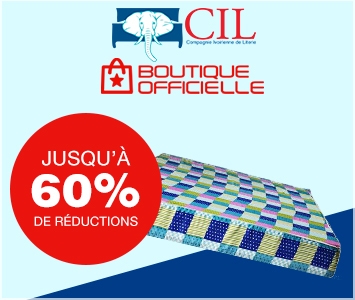 CIL
Compagnie Ivoirienne de Literie
BOUTIQUE
OFFICIELLE
JUSQU'À
60%
DE RÉDUCTIONS